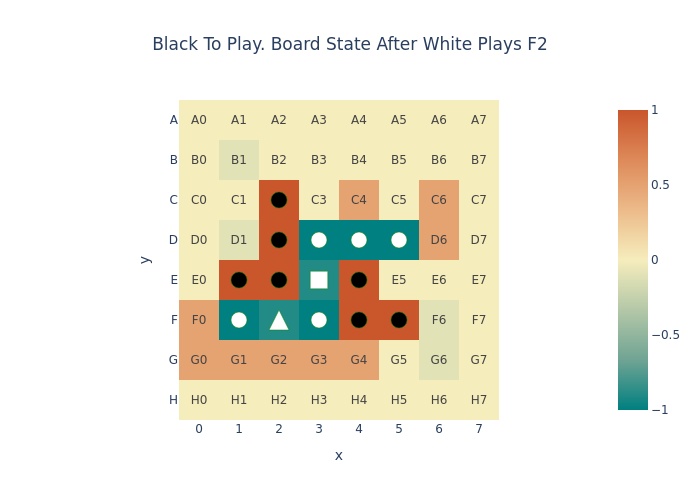 Black To Play. Board State After White Plays F2
A A0 A1 A2 A3 A4 A5 A6 A7
B B0 B1 B2 B3 B4 B5 B6 B7
C C0 C1 C3 C4 C5 C6 C7
D D0 D1 D6 D7
E E0 E5 E6 E7
F F0 F6 F7
G G0 G1 G2 G3 G4 G5 G6 G7
H H0 H1 H2 H3 H4 H5 H6 H7
0 1 2 3 4 5 6 7
x
y
1
0.5
0
−0.5
−1